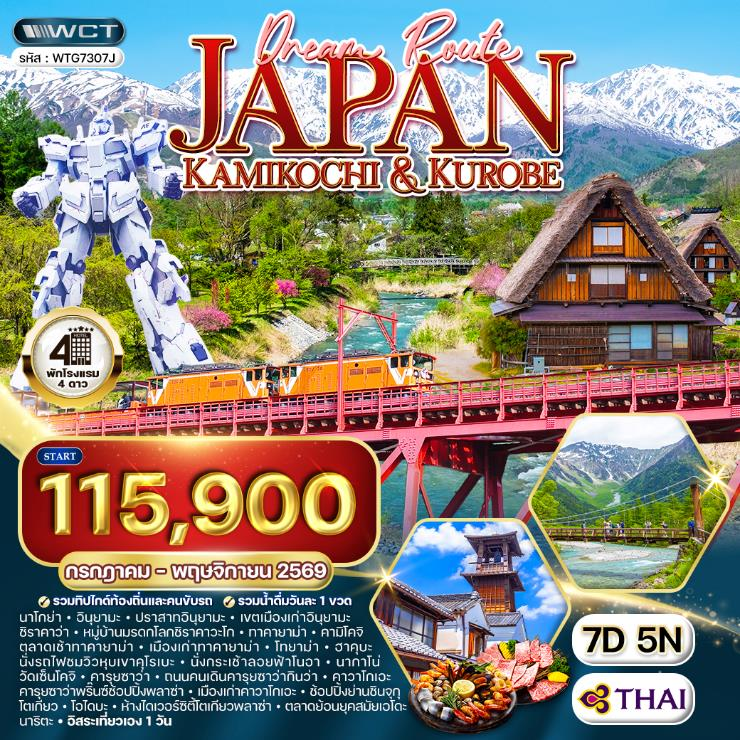 WCT
รหัส : WTG7307J
Dream Route
JAPAN
KAMIKOCHI & KUROBE
4
พักโรงแรม
4 ดาว
START
115,900
กรกฎาคม - พฤษจิกายน 2569
รวมทิปไกด์ท้องถิ่นและคนขับรถ รวมน้ำดื่มวันละ 1 ขวด
นาโกย่า • อินุยามะ • ปราสาทอินุยามะ • เขตเมืองเก่าอินุยามะ
ชิราคาว่า • หมู่บ้านมรดกโลกชิราคาวะโกะ • ทาคายาม่า • คามิโคจิ
ตลาดเช้าทาคายาม่า • เมืองเก่าทาคายาม่า • โทยาม่า • ฮาคุบะ
นั่งรถไฟชมวิวหุบเขาคุโรเบะ • นั่งกระเช้าลอยฟ้าโนอา • นากาโน่
วัดเซ็นโคจิ • คารุยซาว่า • ถนนคนเดินคารุยซาว่ากินว่า • คาวาโกเอะ
คารุยซาว่าพริ๊นซ์ช้อปปิ้งพลาซ่า • เมืองเก่าคาวาโกเอะ • ช้อปปิ้งย่านชินจุกุ
โตเกียว • โอไดบะ • ห้างไดเวอร์ซิตี้โตเกียวพลาซ่า • ตลาดย้อนยุคสมัยเอโดะ
นาริตะ • อิสระเที่ยวเอง 1 วัน
7D 5N
THAI